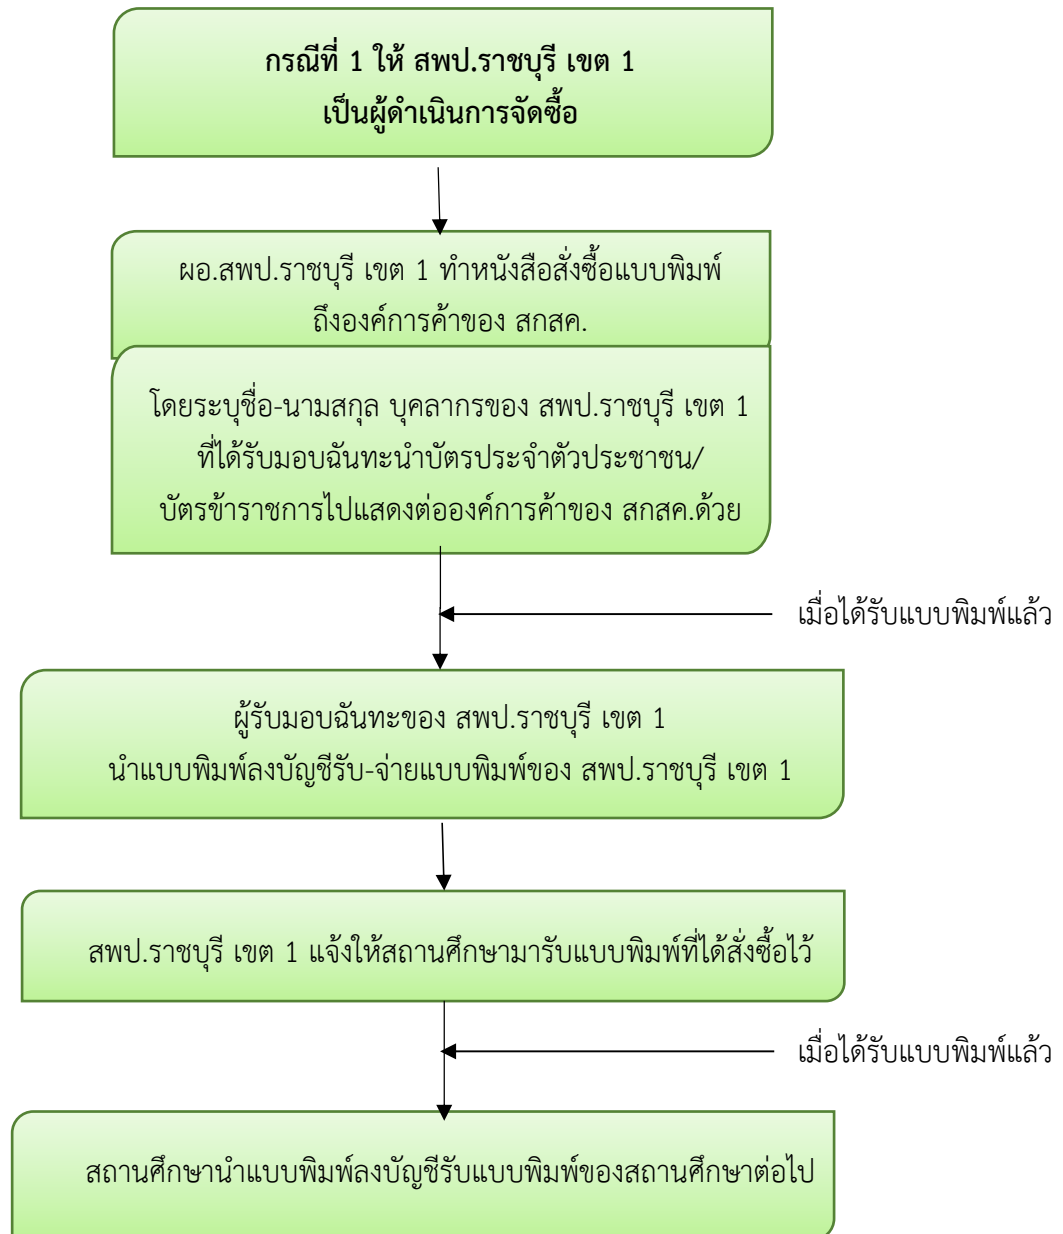 กรณีที่ 1 ให้ สพป.ราชบุรี เขต 1
เป็นผู้ดำเนินการจัดซื้อ
ผอ.สพป.ราชบุรี เขต 1 ทำหนังสือสั่งซื้อแบบพิมพ์
ถึงองค์การค้าของ สกสค.
โดยระบุชื่อ-นามสกุล บุคลากรของ สพป.ราชบุรี เขต 1
ที่ได้รับมอบฉันทะนำบัตรประจำตัวประชาชน/
บัตรข้าราชการไปแสดงต่อองค์การค้าของ สกสค.ด้วย
เมื่อได้รับแบบพิมพ์แล้ว
ผู้รับมอบฉันทะของ สพป.ราชบุรี เขต 1
นำแบบพิมพ์ลงบัญชีรับ-จ่ายแบบพิมพ์ของ สพป.ราชบุรี เขต 1
สพป.ราชบุรี เขต 1 แจ้งให้สถานศึกษามารับแบบพิมพ์ที่ได้สั่งซื้อไว้
เมื่อได้รับแบบพิมพ์แล้ว
สถานศึกษานำแบบพิมพ์ลงบัญชีรับแบบพิมพ์ของสถานศึกษาต่อไป